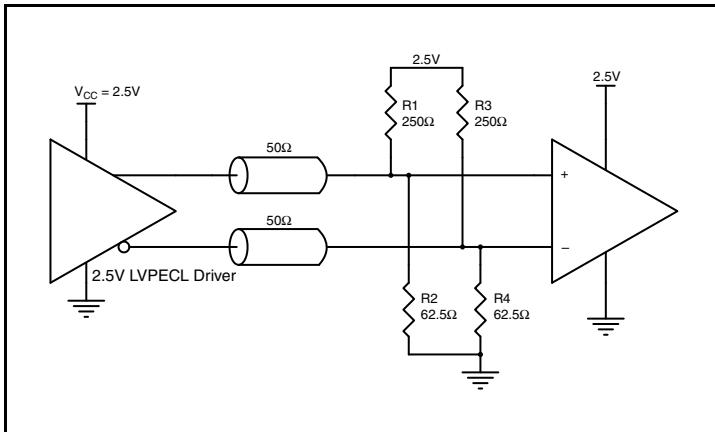 2.5V
V_CC = 2.5V
2.5V
R1
250Ω
R3
250Ω
50Ω
+
50Ω
–
2.5V LVPECL Driver
R2
62.5Ω
R4
62.5Ω